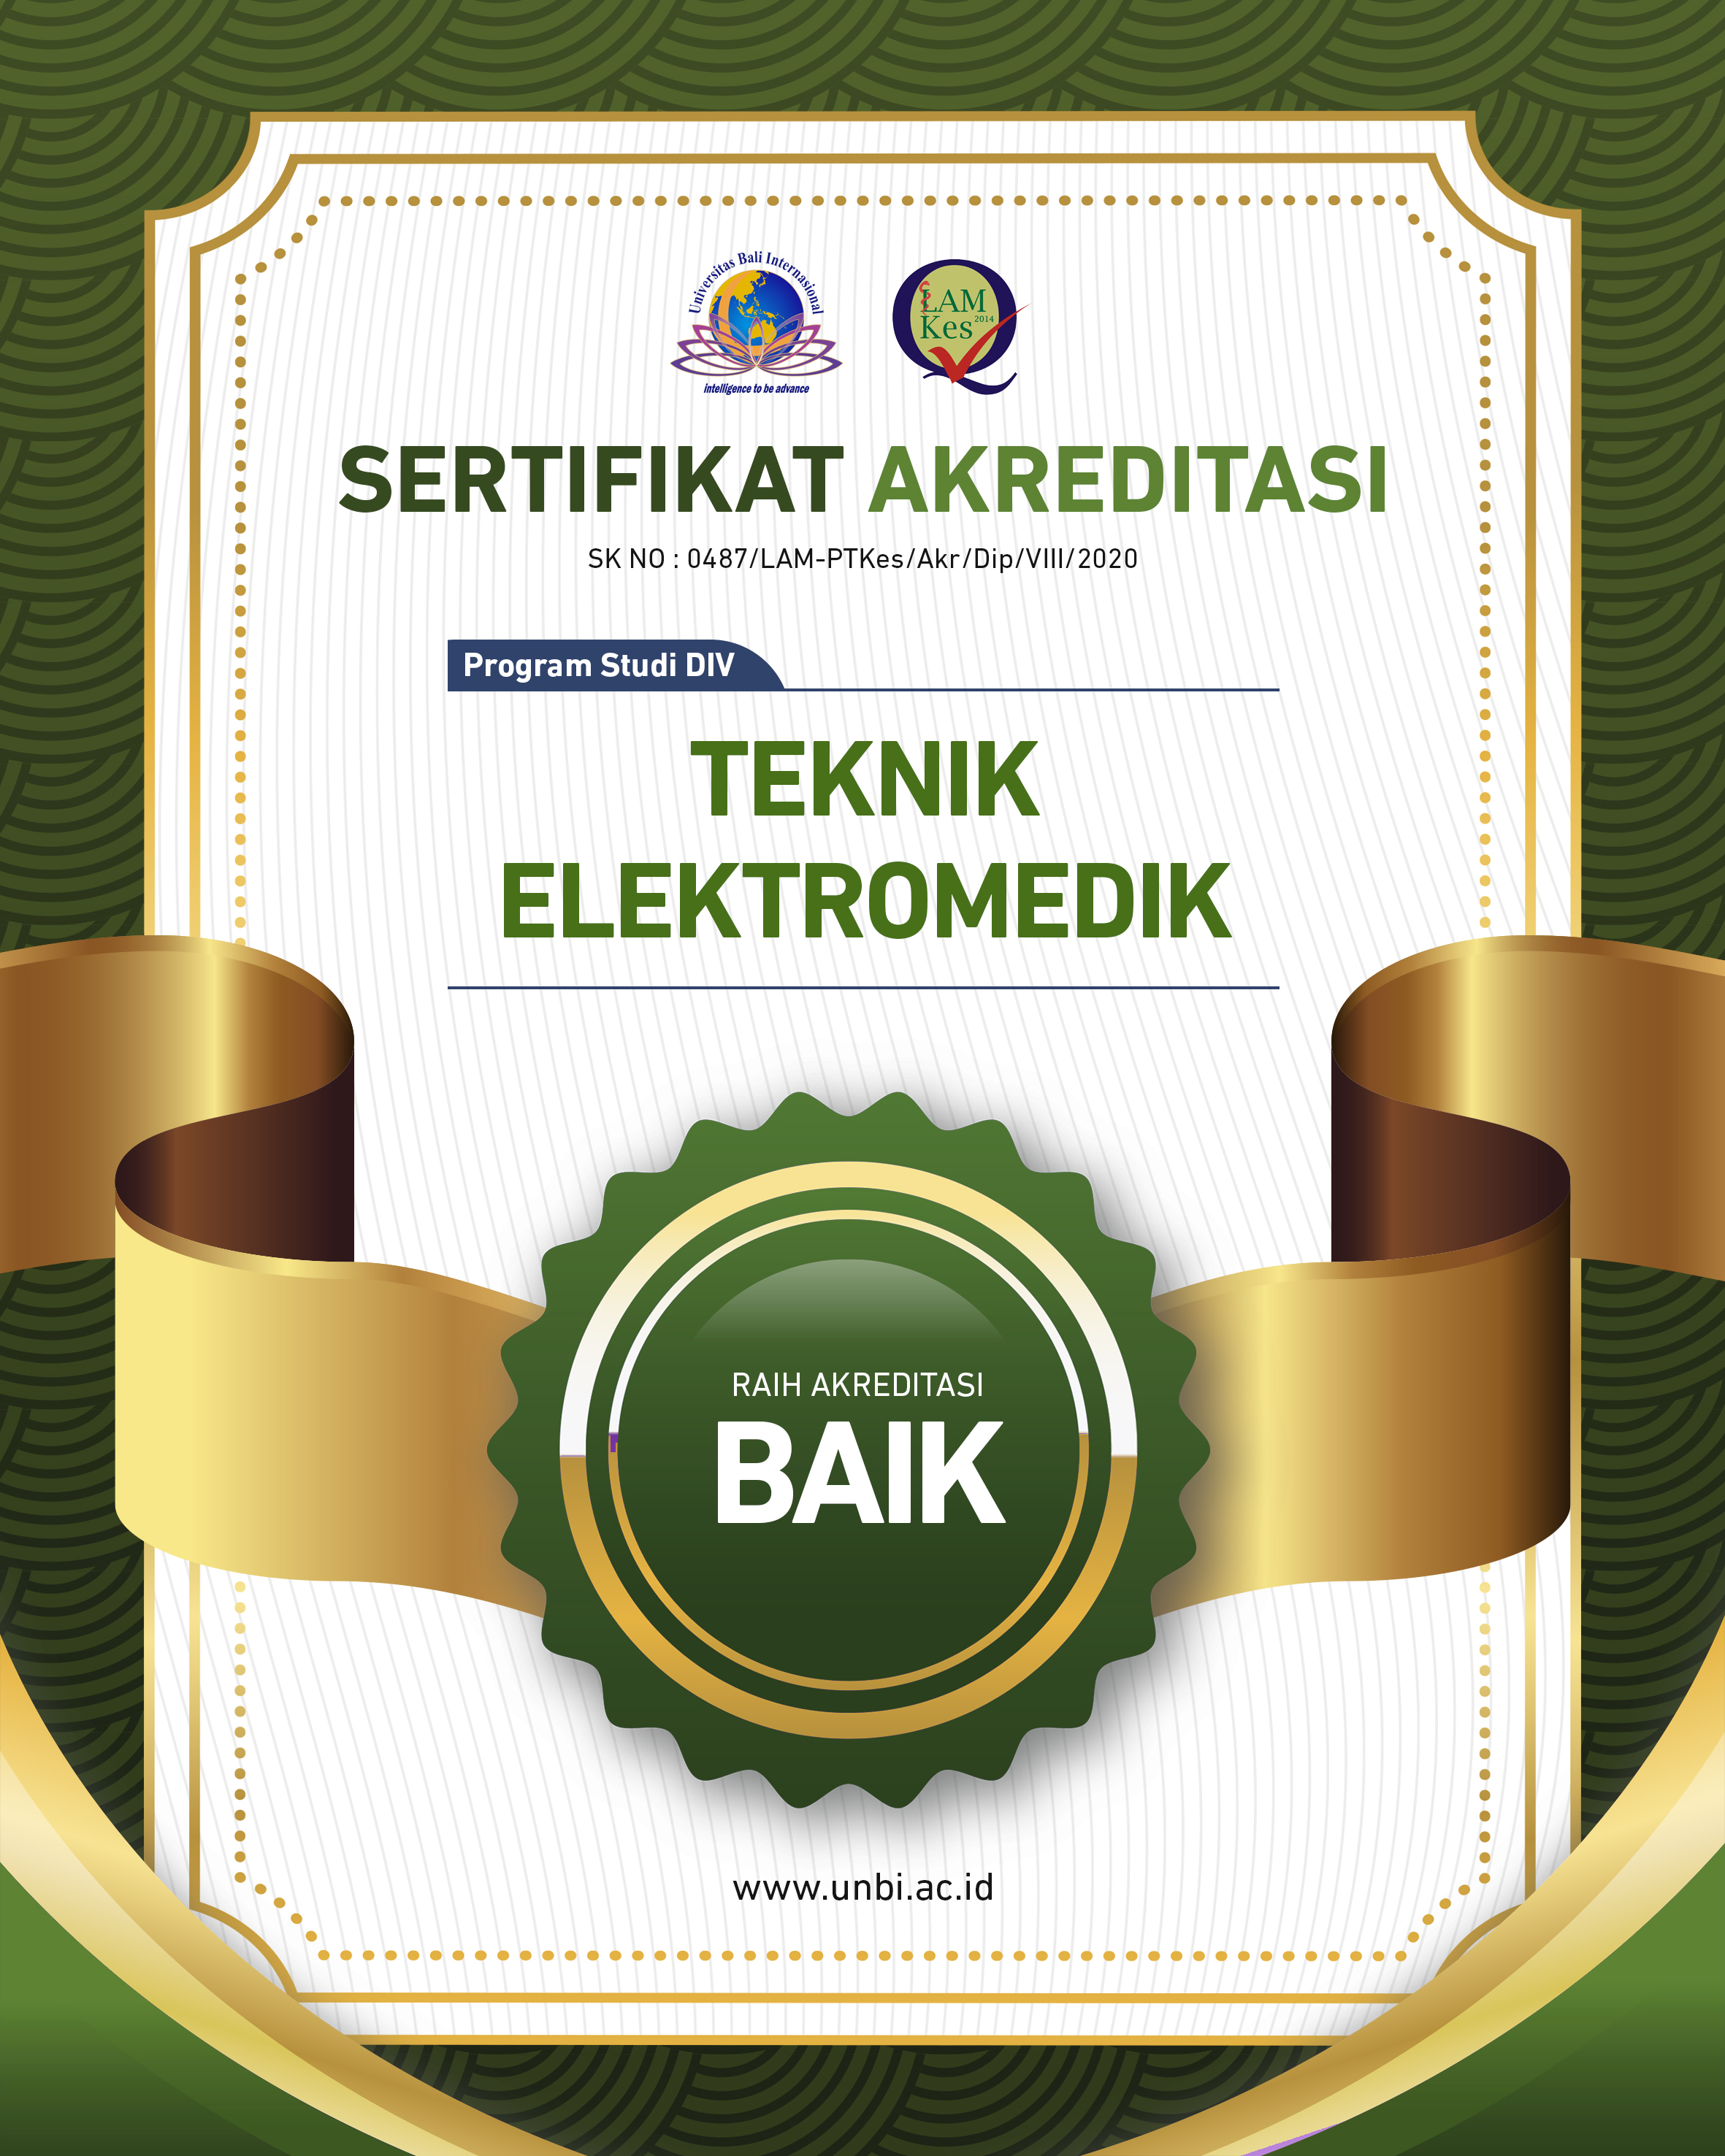 Universitas Bali Internasional
intelligence to be advance
LAM
Kes 2014
SERTIFIKAT AKREDITASI
SK NO : 0487/LAM-PTKes/Akr/Dip/VIII/2020
Program Studi DIV
TEKNIK
ELEKTROMEDIK
RAIH AKREDITASI
BAIK
www.unbi.ac.id